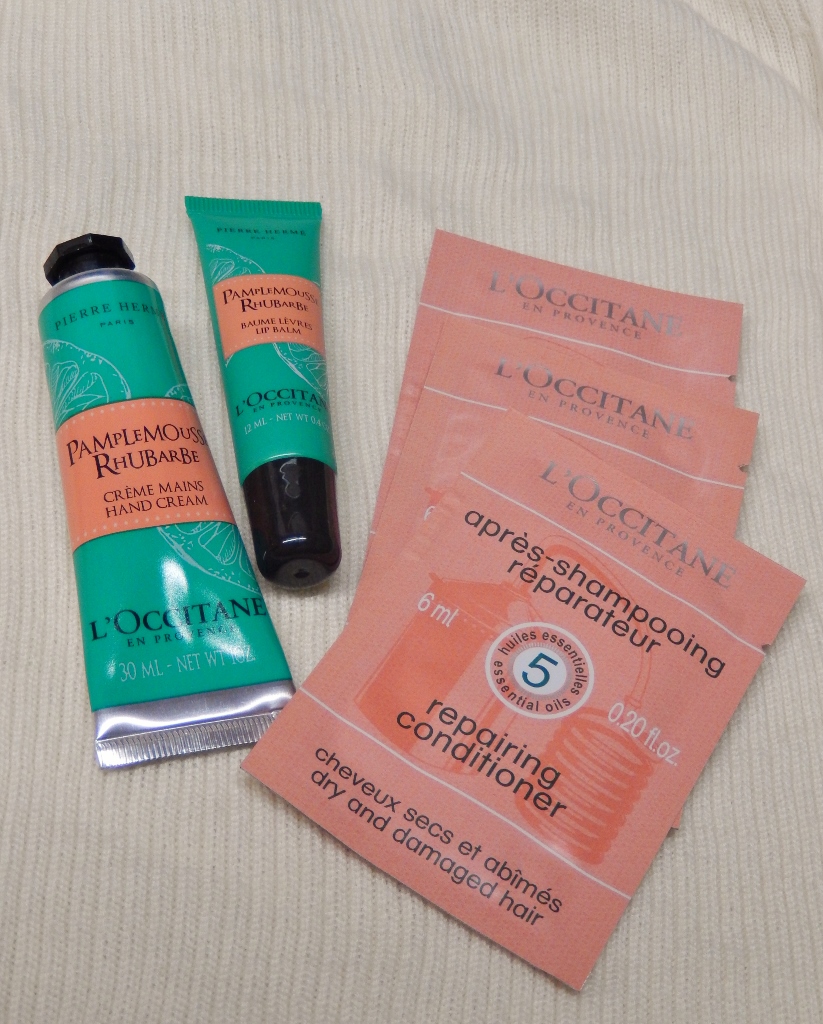 PIERRE HERMÉ
PARIS
PAMPLEMOUSSE
RHUBARBE
CRÈME MAINS
HAND CREAM
L'OCCITANE
EN PROVENCE
30 ML - NET WT 1OZ.
PIERRE HERMÉ
PARIS
PAMPLEMOUSSE
RHUBARBE
BAUME LÈVRES
LIP BALM
L'OCCITANE
EN PROVENCE
12 ML - NET WT 0.4
L'OCCITANE
EN PROVENCE
L'OCCITANE
EN PROVENCE
L'OCCITANE
EN PROVENCE
après-shampooing
réparateur
6 ml
huiles essentielles
5
essential oils
0.20 fl.oz.
repairing
conditioner
cheveux secs et abîmés
dry and damaged hair